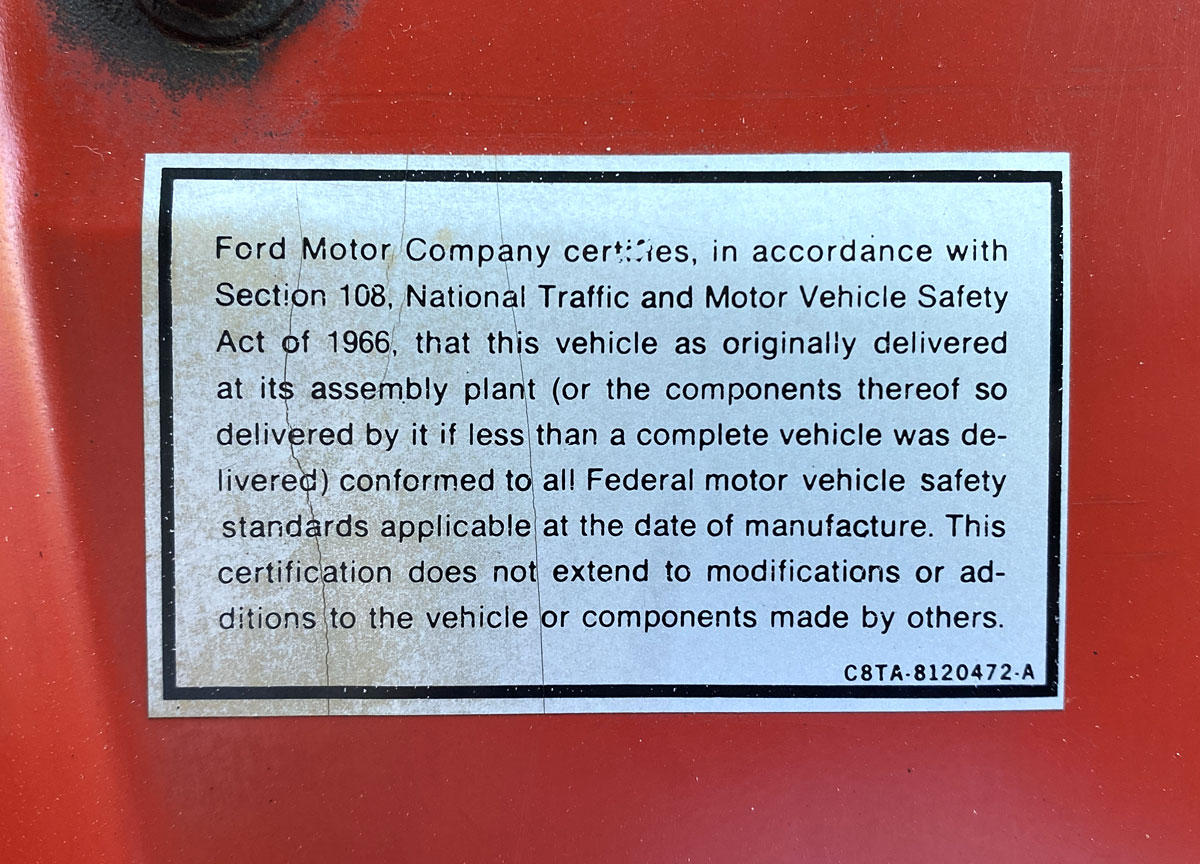 Ford Motor Company certifies, in accordance with
Section 108, National Traffic and Motor Vehicle Safety
Act of 1966, that this vehicle as originally delivered
at its assembly plant (or the components thereof so
delivered by it if less than a complete vehicle was de-
livered) conformed to all Federal motor vehicle safety
standards applicable at the date of manufacture. This
certification does not extend to modifications or ad-
ditions to the vehicle or components made by others.
C8TA-8120472-A